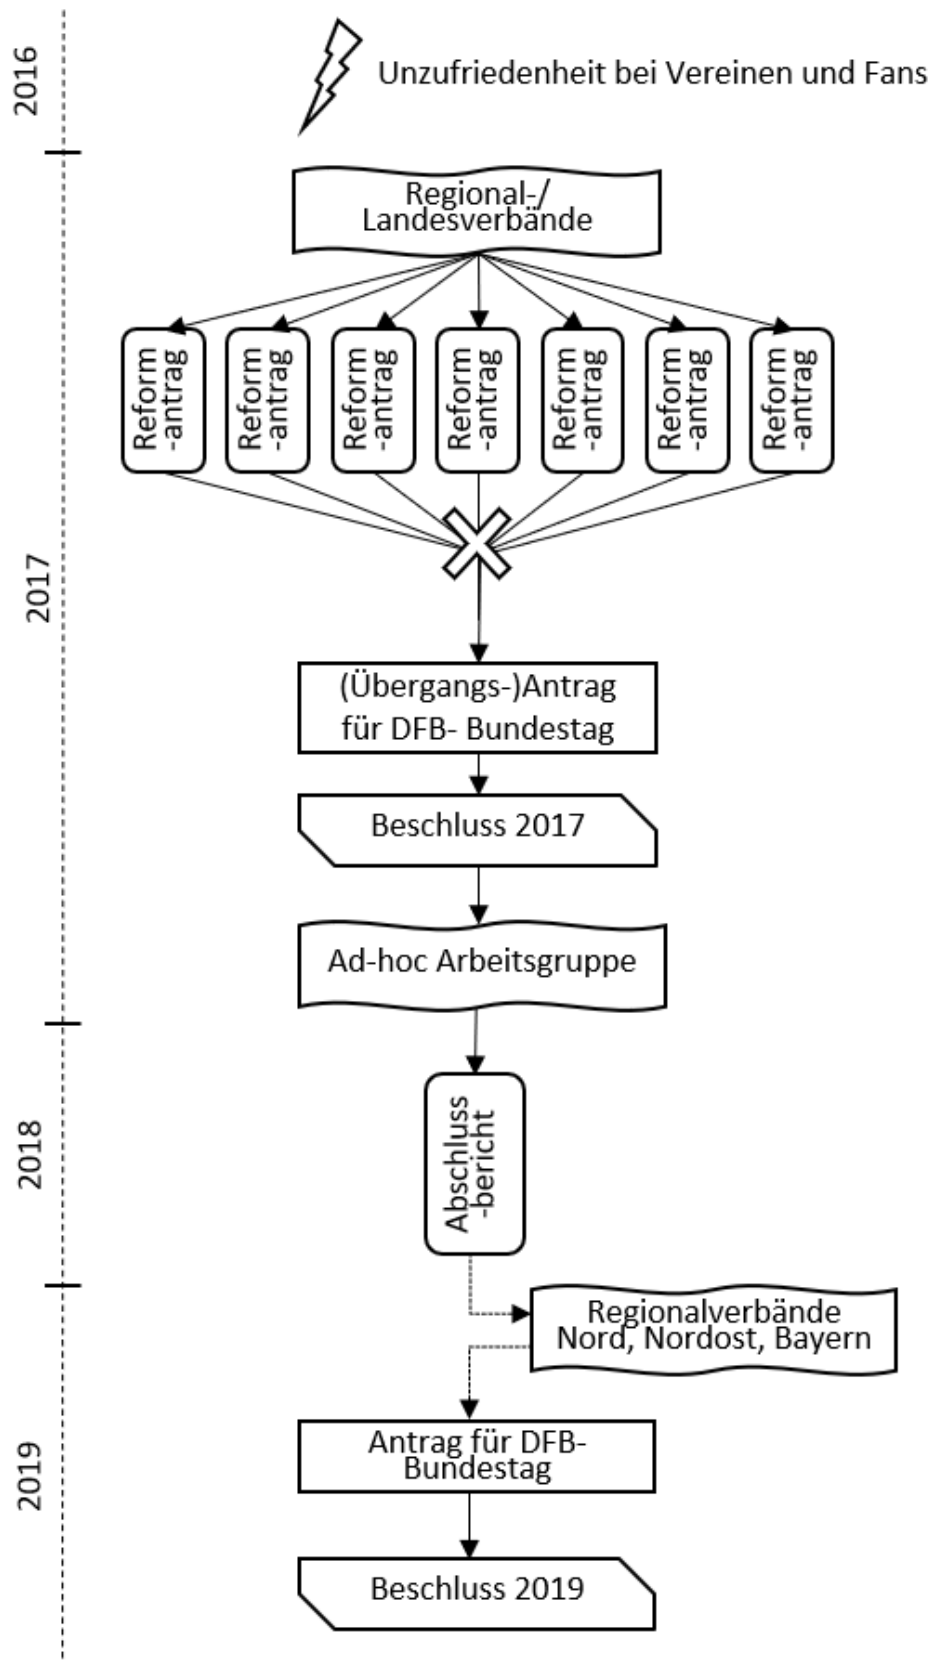 2016
Unzufriedenheit bei Vereinen und Fans
Regional-/
Landesverbände
Reform
-antrag
Reform
-antrag
Reform
-antrag
Reform
-antrag
Reform
-antrag
Reform
-antrag
Reform
-antrag
2017
(Übergangs-)Antrag
für DFB- Bundestag
Beschluss 2017
Ad-hoc Arbeitsgruppe
2018
Abschluss
-bericht
Regionalverbände
Nord, Nordost, Bayern
2019
Antrag für DFB-
Bundestag
Beschluss 2019